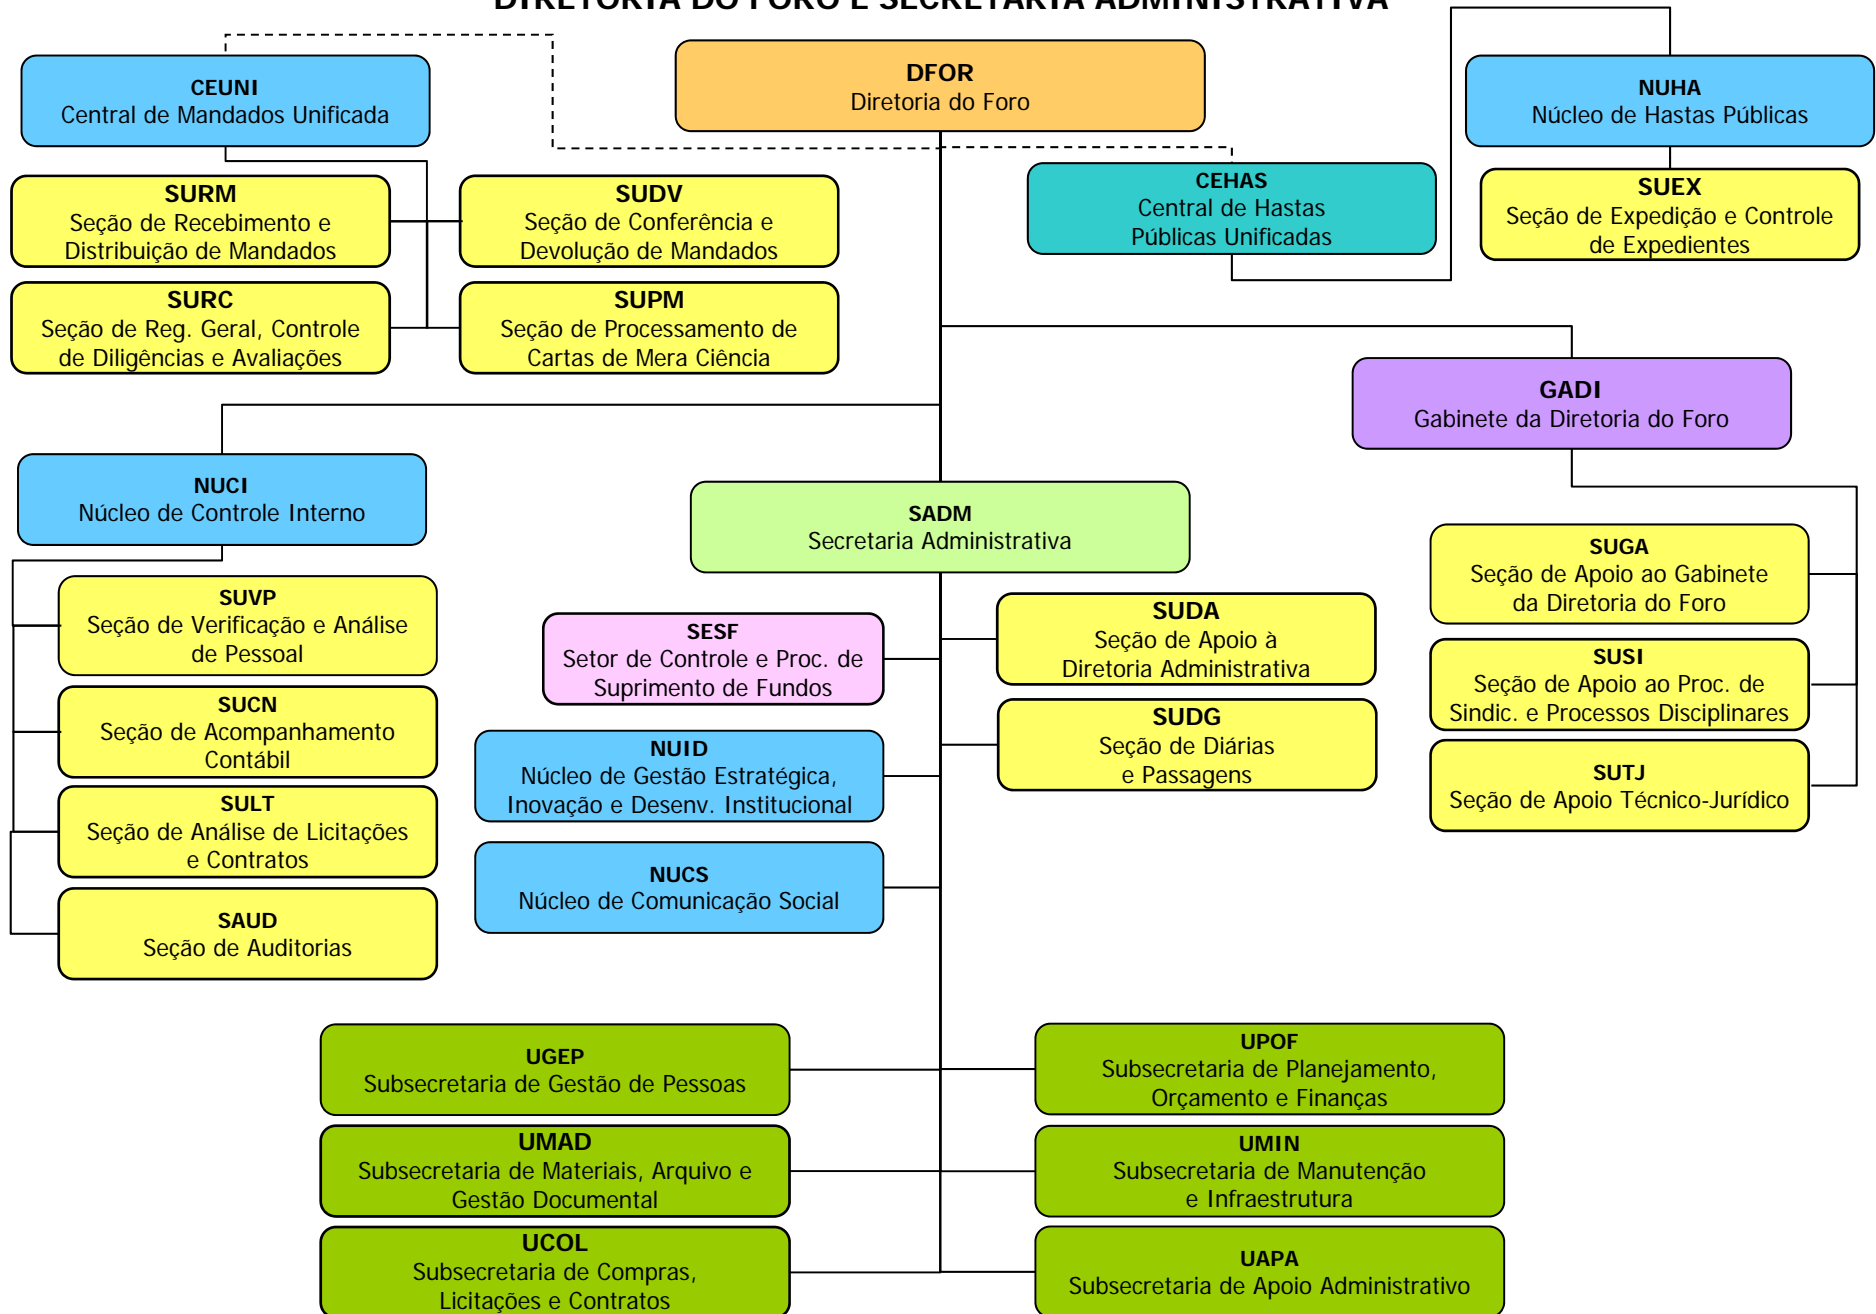 DIRETORIA DO FORO E SECRETARIA ADMINISTRATIVA
CEUNI
Central de Mandados Unificada
DFOR
Diretoria do Foro
NUHA
Núcleo de Hastas Públicas
SURM
Seção de Recebimento e
Distribuição de Mandados
SUDV
Seção de Conferência e
Devolução de Mandados
CEHAS
Central de Hastas
Públicas Unificadas
SUEX
Seção de Expedição e Controle
de Expedientes
SURC
Seção de Reg. Geral, Controle
de Diligências e Avaliações
SUPM
Seção de Processamento de
Cartas de Mera Ciência
GADI
Gabinete da Diretoria do Foro
NUCI
Núcleo de Controle Interno
SADM
Secretaria Administrativa
SUGA
Seção de Apoio ao Gabinete
da Diretoria do Foro
SUSI
Seção de Apoio ao Proc. de
Sindic. e Processos Disciplinares
SUTJ
Seção de Apoio Técnico-Jurídico
SUVP
Seção de Verificação e Análise
de Pessoal
SUCN
Seção de Acompanhamento
Contábil
SULT
Seção de Análise de Licitações
e Contratos
SAUD
Seção de Auditorias
SESF
Setor de Controle e Proc. de
Suprimento de Fundos
SUDA
Seção de Apoio à
Diretoria Administrativa
SUDG
Seção de Diárias
e Passagens
NUID
Núcleo de Gestão Estratégica,
Inovação e Desenv. Institucional
NUCS
Núcleo de Comunicação Social
UGEP
Subsecretaria de Gestão de Pessoas
UPOF
Subsecretaria de Planejamento,
Orçamento e Finanças
UMAD
Subsecretaria de Materiais, Arquivo e
Gestão Documental
UMIN
Subsecretaria de Manutenção
e Infraestrutura
UCOL
Subsecretaria de Compras,
Licitações e Contratos
UAPA
Subsecretaria de Apoio Administrativo